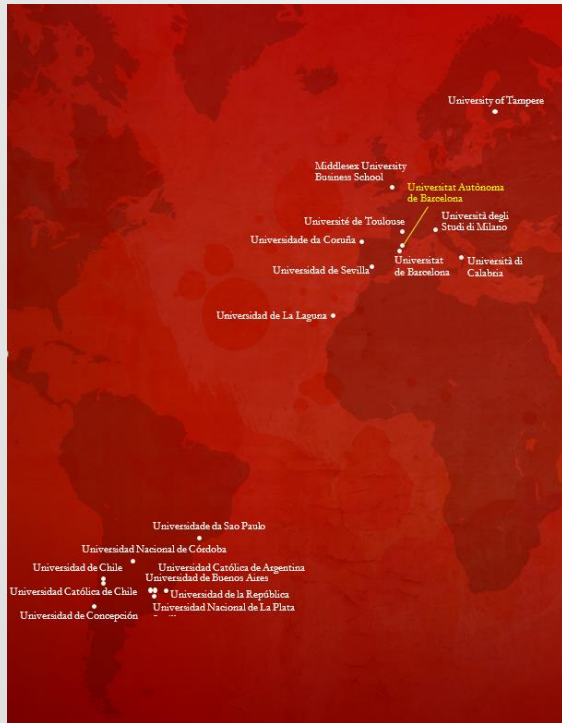 University of Tampere
Middlesex University
Business School
Universitat Autònoma
de Barcelona
Université de Toulouse
Università degli
Studi di Milano
Universidade da Coruña
Universidad de Sevilla
Universitat
de Barcelona
Università di
Calabria
Universidad de La Laguna
Universidade da Sao Paulo
Universidad Nacional de Córdoba
Universidad de Chile
Universidad Católica de Argentina
Universidad de Buenos Aires
Universidad Católica de Chile
Universidad de la República
Universidad Nacional de La Plata
Universidad de Concepción